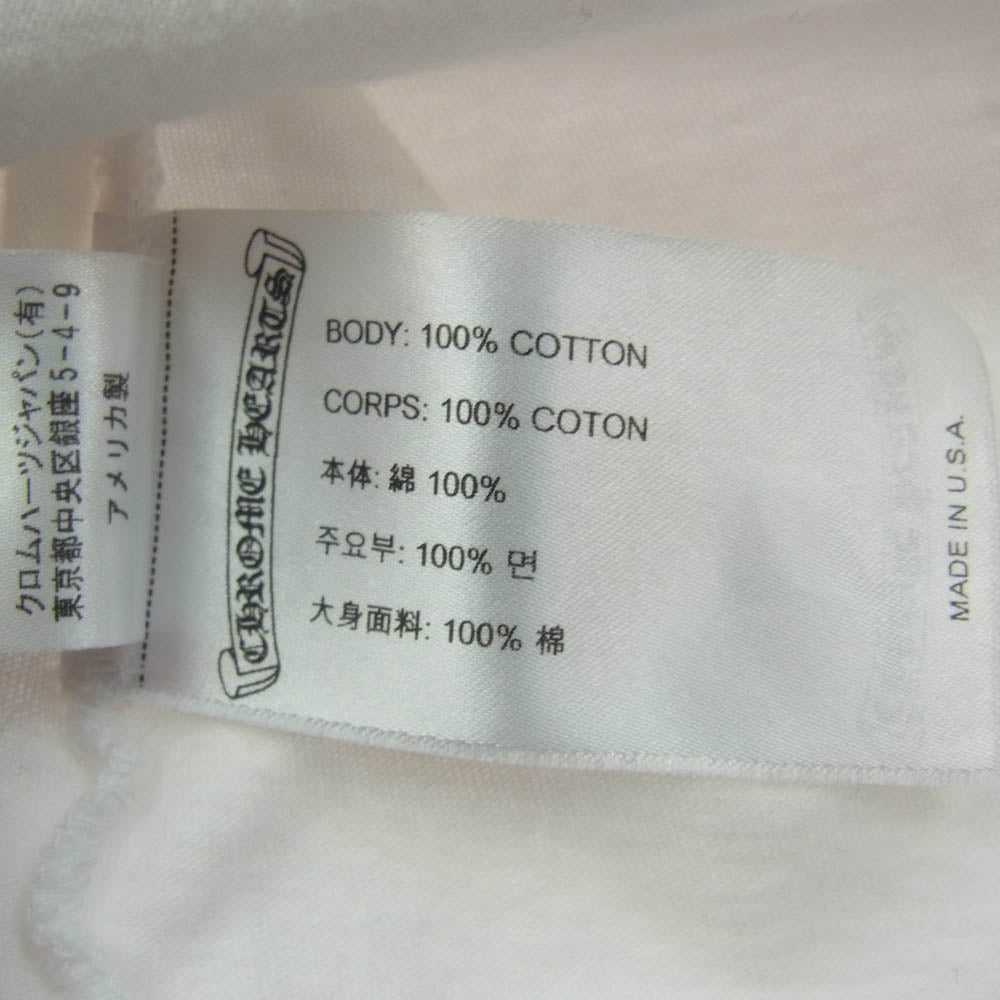 クロムハーツジャパン(有)
東京都中央区銀座5-4-9
アメリカ製
CHROME HEARTS
BODY: 100% COTTON
CORPS: 100% COTON
本体: 綿 100%
주요부: 100% 면
大身面料: 100% 棉
MADE IN U.S.A.